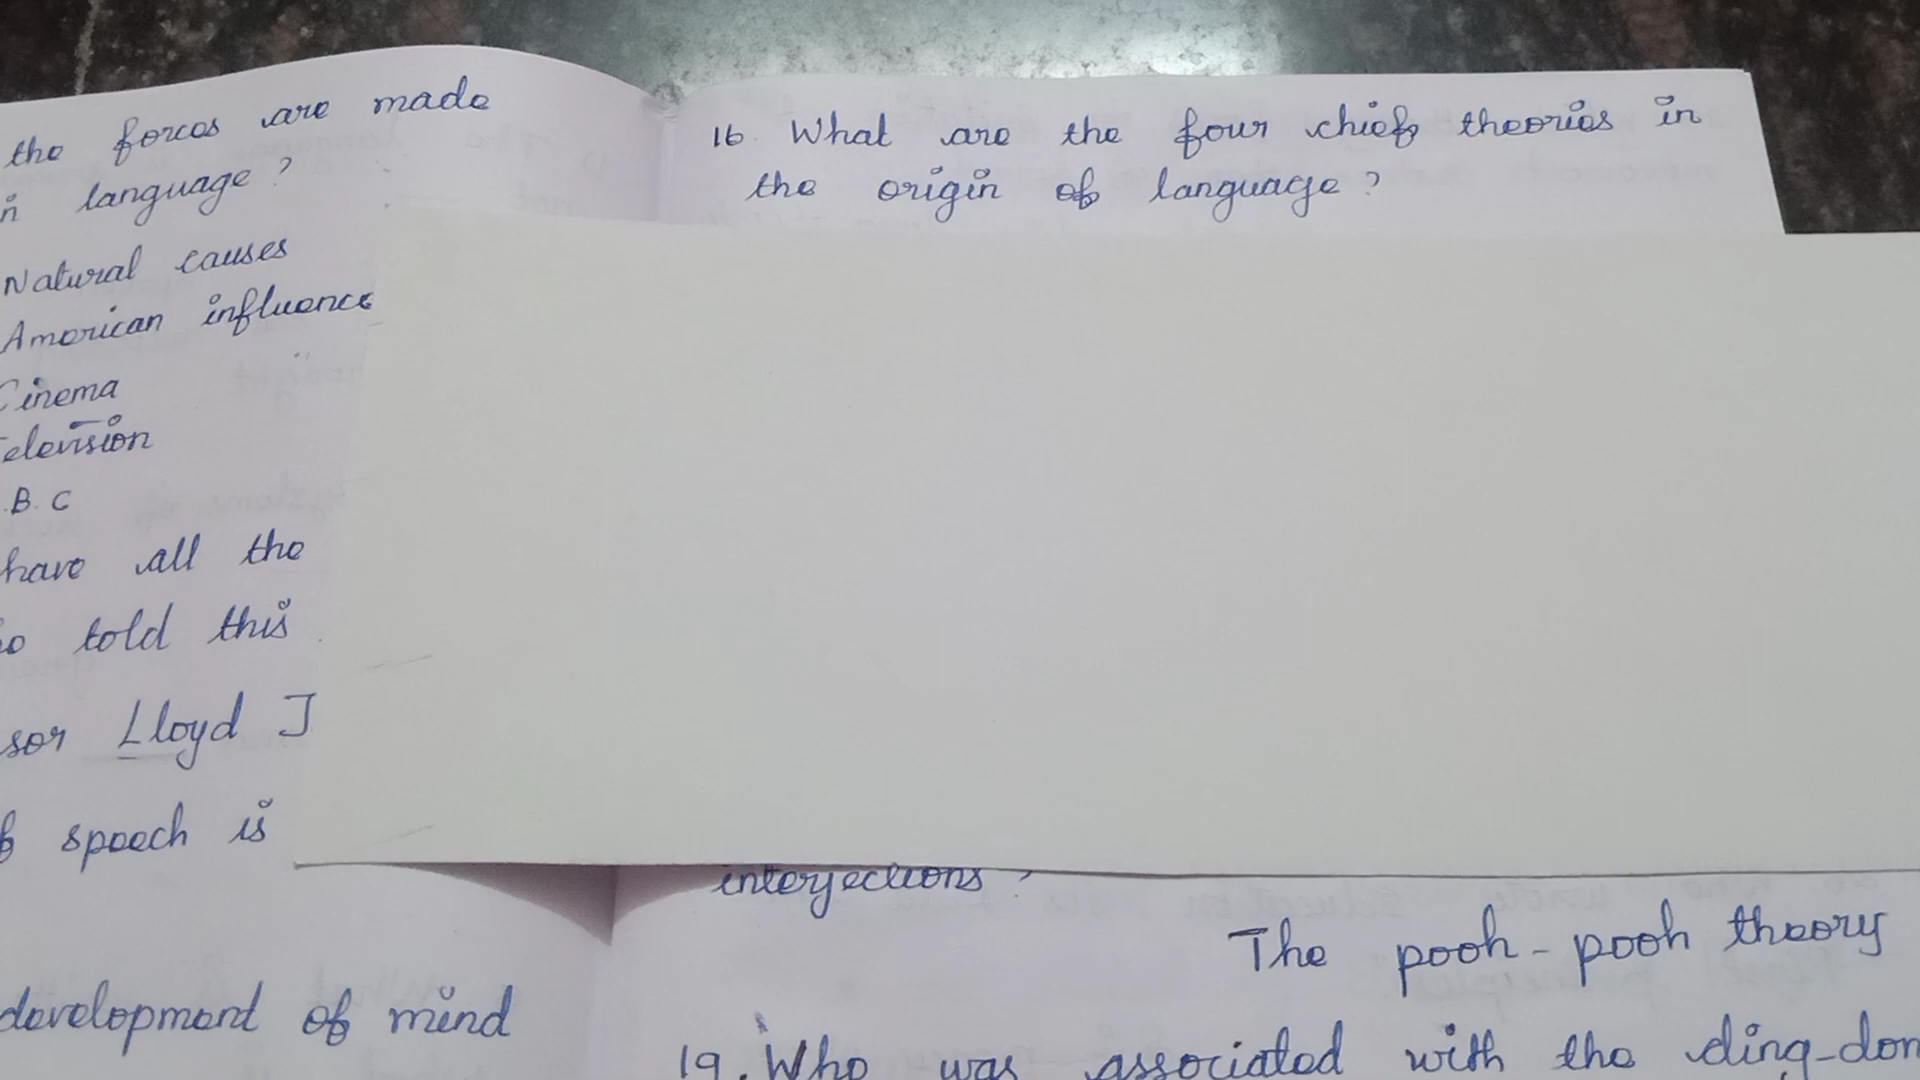 the forces are made
n language?
Natural causes
American influence
Cinema
Television
B. C
have all the
told this
sor Lloyd J
speech is
development of mind
16. What are the four chief theories in
the origin of language?
interjections?
The pooh-pooh theory
19. Who was associated with the ding-don